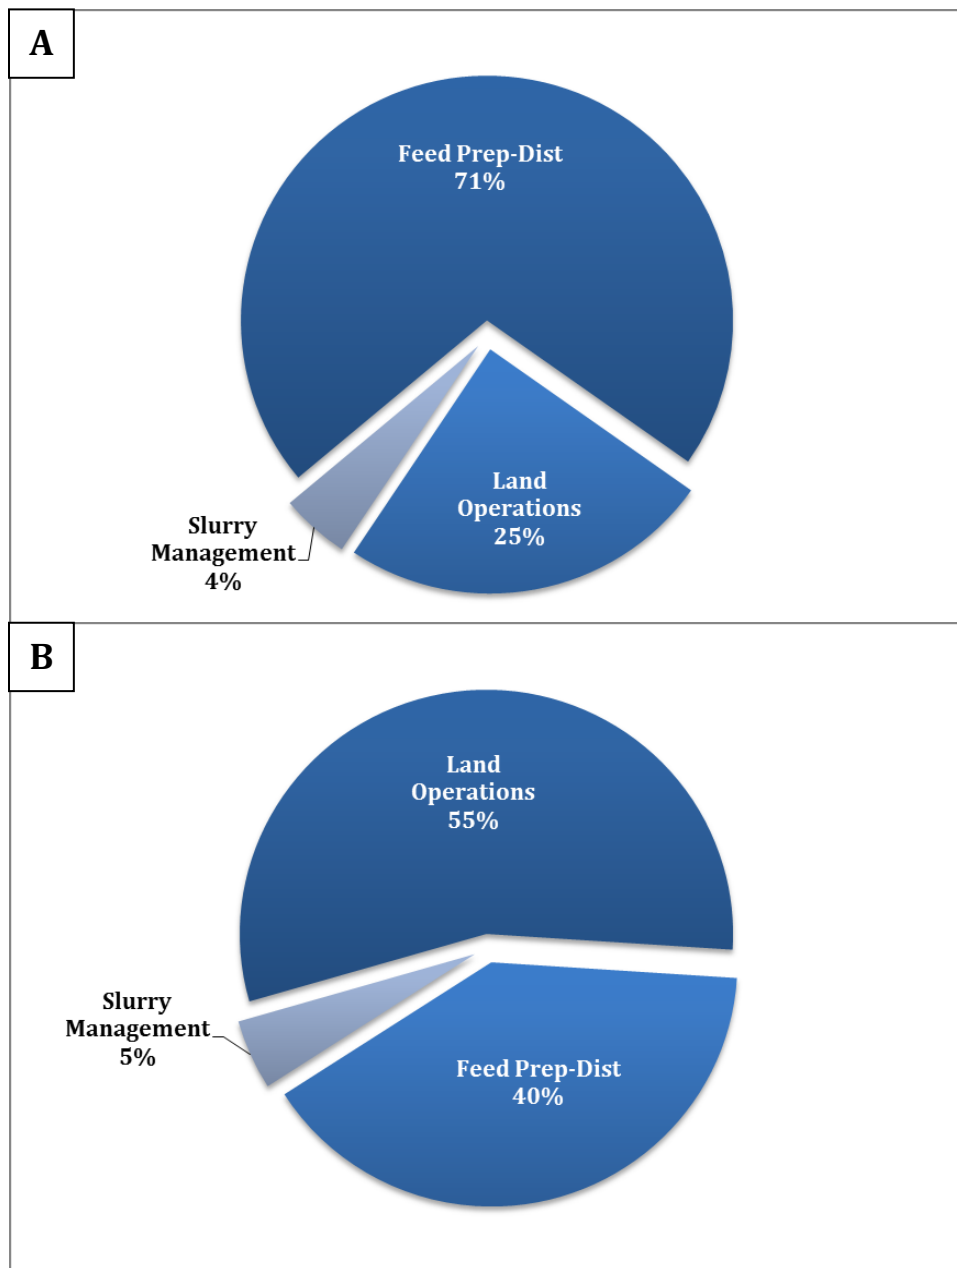 A
Feed Prep-Dist
71%
Land
Operations
25%
Slurry
Management
4%
B
Land
Operations
55%
Slurry
Management
5%
Feed Prep-Dist
40%